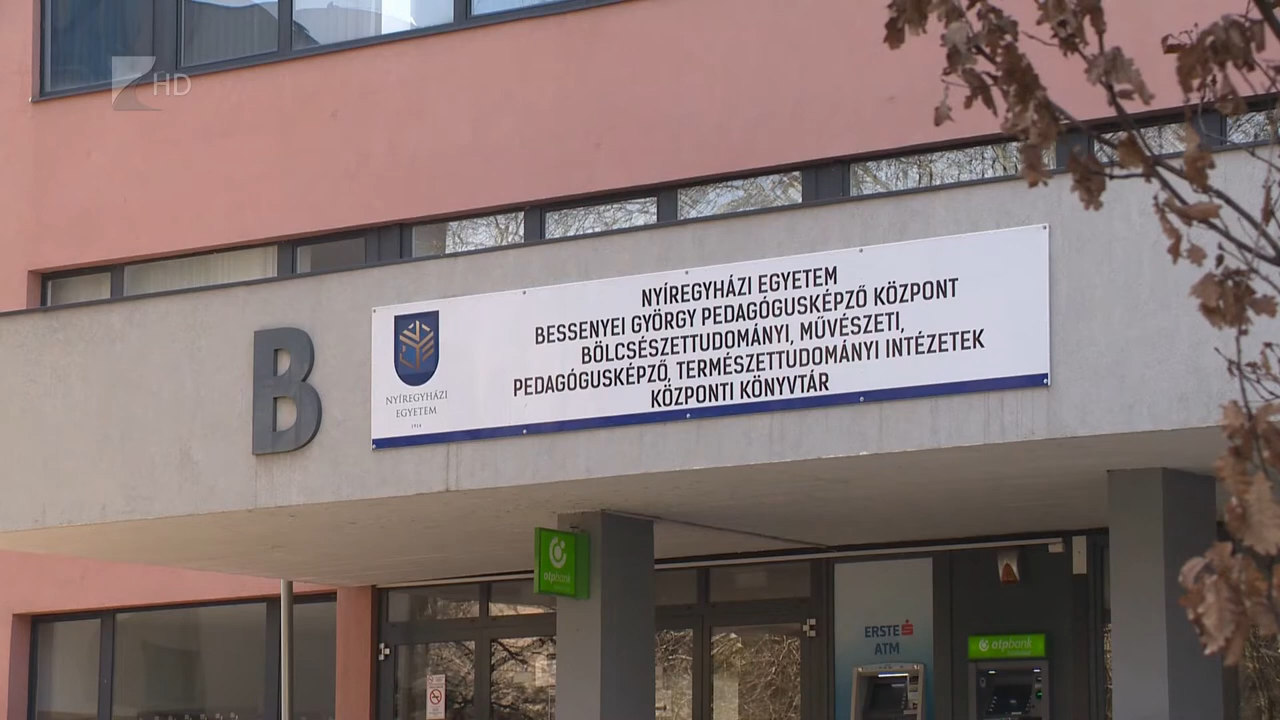 HD
NYÍREGYHÁZI EGYETEM
BESSENYEI GYÖRGY PEDAGÓGUSKÉPZŐ KÖZPONT
BÖLCSÉSZETTUDOMÁNYI, MŰVÉSZETI,
PEDAGÓGUSKÉPZŐ, TERMÉSZETTUDOMÁNYI INTÉZETEK
KÖZPONTI KÖNYVTÁR
B
NYÍREGYHÁZI
EGYETEM
otpbank
ERSTE
ATM
otpbank